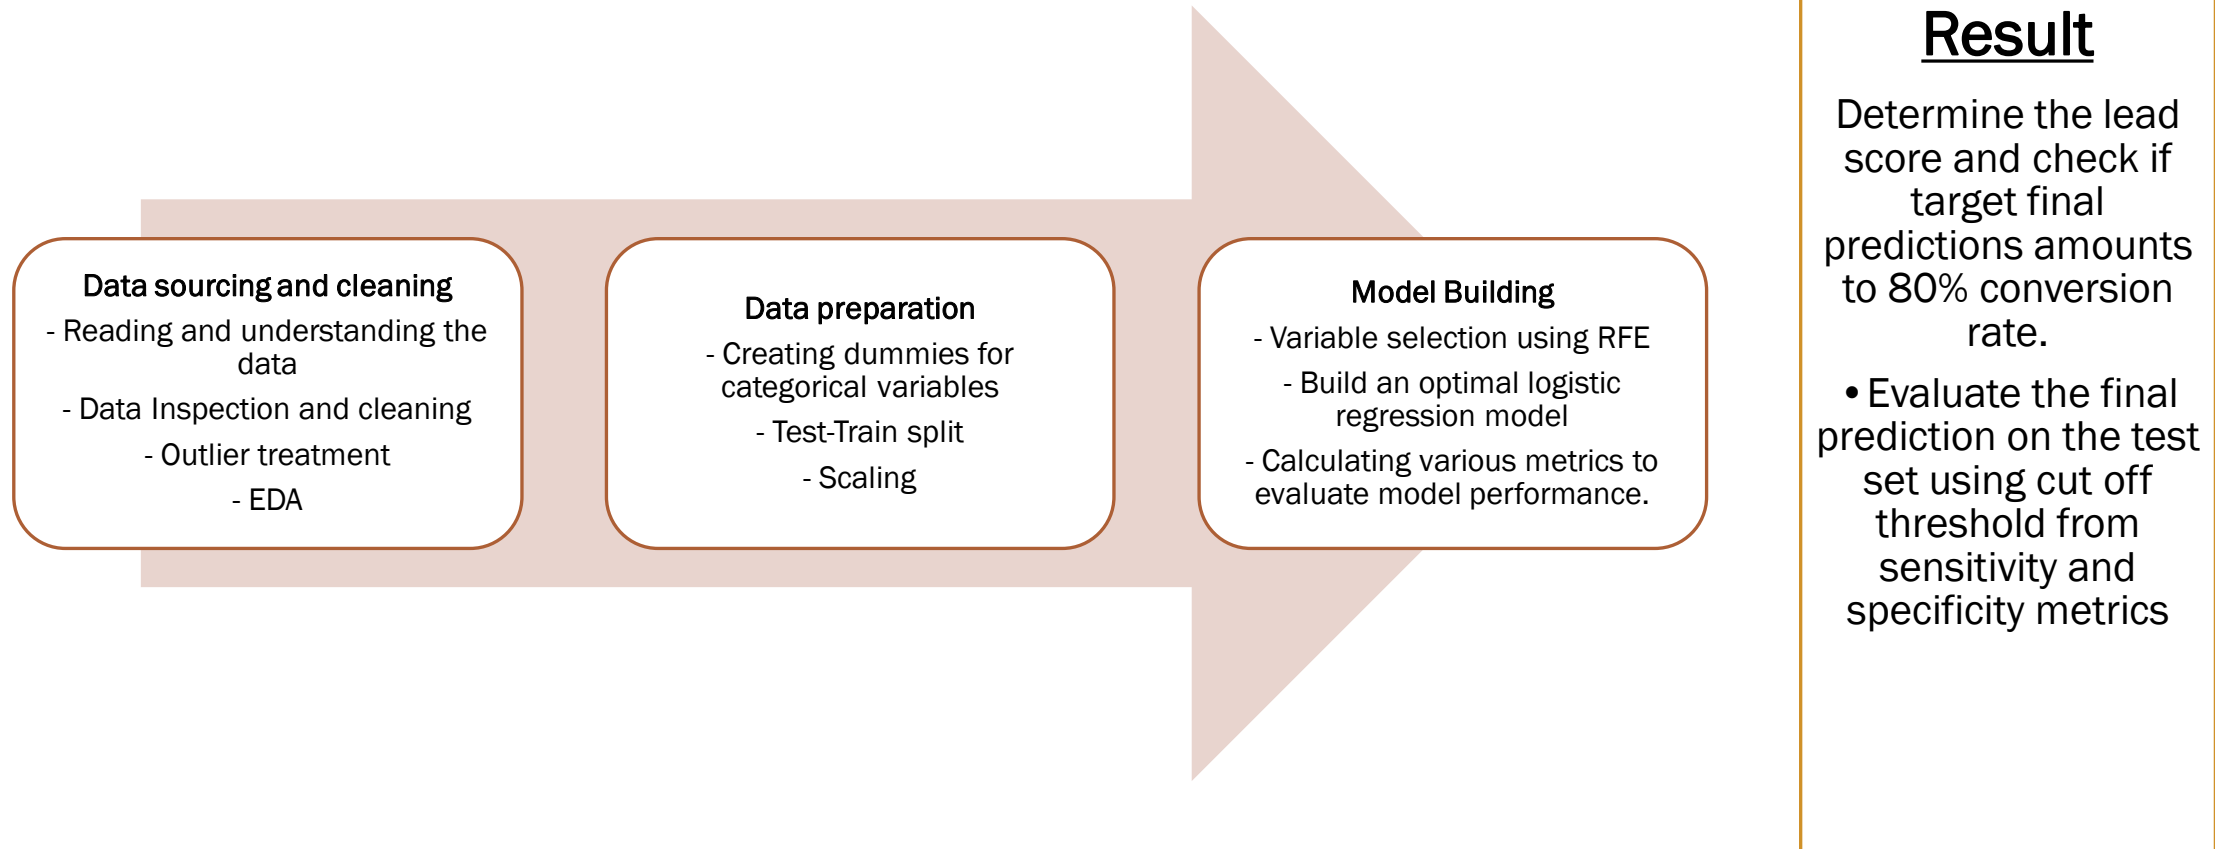 Data sourcing and cleaning
- Reading and understanding the
data
- Data Inspection and cleaning
- Outlier treatment
- EDA
Data preparation
- Creating dummies for
categorical variables
- Test-Train split
- Scaling
Model Building
- Variable selection using RFE
- Build an optimal logistic
regression model
- Calculating various metrics to
evaluate model performance.
Result
Determine the lead
score and check if
target final
predictions amounts
to 80% conversion
rate.
• Evaluate the final
prediction on the test
set using cut off
threshold from
sensitivity and
specificity metrics